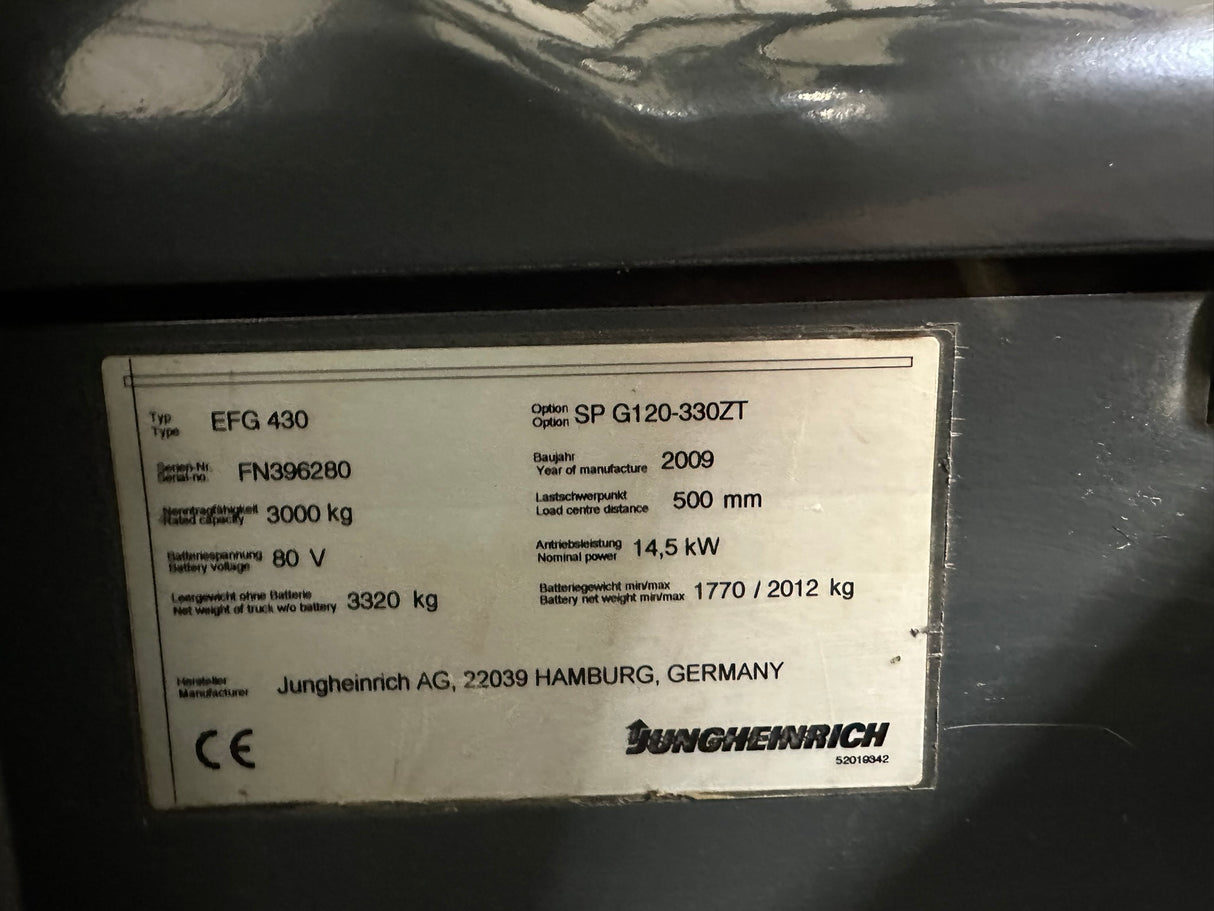 Typ
Type EFG 430
Option
Option SP G120-330ZT
Serien-Nr.
Serial-no. FN396280
Baujahr
Year of manufacture 2009
Nenntragfähigkeit
Rated capacity 3000 kg
Lastschwerpunkt
Load centre distance 500 mm
Batteriespannung
Battery voltage 80 V
Antriebsleistung
Nominal power 14,5 kW
Leergewicht ohne Batterie
Net weight of truck w/o battery 3320 kg
Batteriegewicht min/max
Battery net weight min/max 1770 / 2012 kg
Hersteller
Manufacturer Jungheinrich AG, 22039 HAMBURG, GERMANY
CE
JUNGHEINRICH
52019342